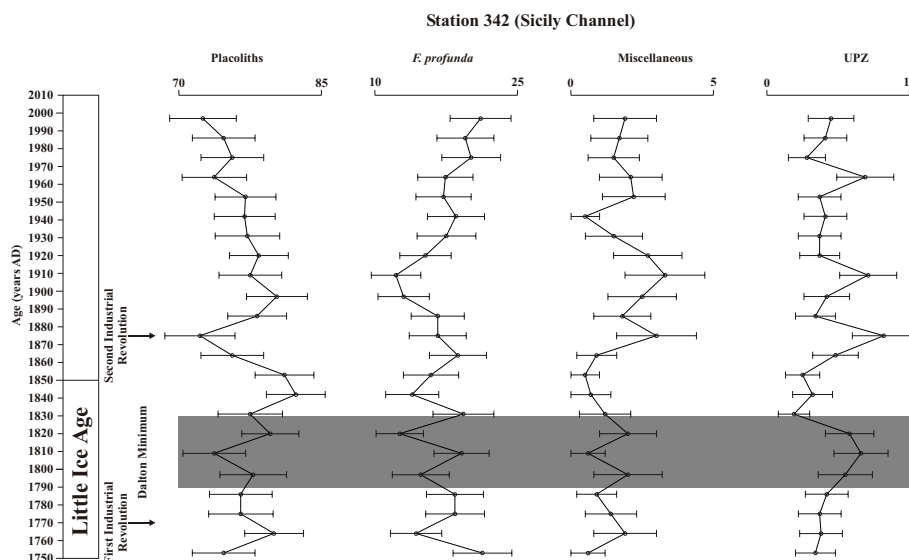 Station 342 (Sicily Channel)
Placoliths
F. profunda
Miscellaneous
UPZ
70 85
10 25
0 5
0 1
Age (years AD)
2010
2000
1990
1980
1970
1960
1950
1940
1930
1920
1910
1900
1890
1880
1870
1860
1850
1840
1830
1820
1810
1800
1790
1780
1770
1760
1750
Little Ice Age
Second Industrial
Revolution
Dalton Minimum
First Industrial
Revolution